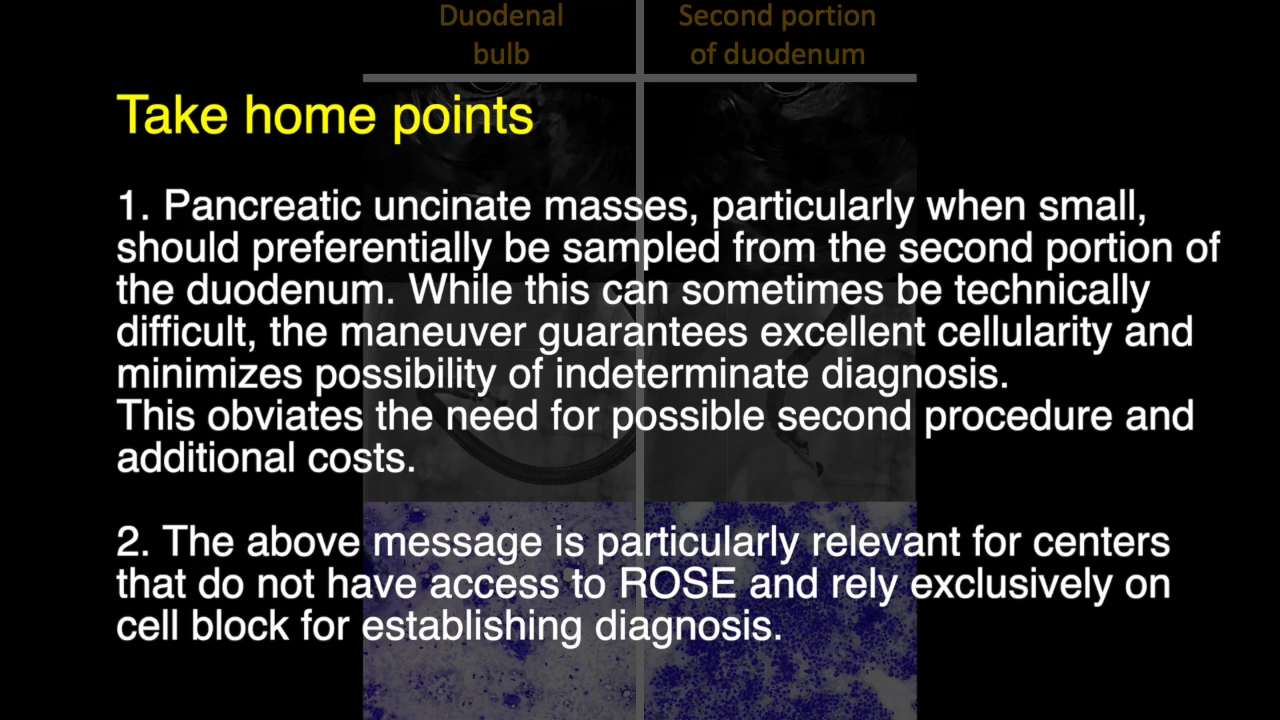 Duodenal
bulb
Second portion
of duodenum
Take home points
1. Pancreatic uncinate masses, particularly when small,
should preferentially be sampled from the second portion of
the duodenum. While this can sometimes be technically
difficult, the maneuver guarantees excellent cellularity and
minimizes possibility of indeterminate diagnosis.
This obviates the need for possible second procedure and
additional costs.
2. The above message is particularly relevant for centers
that do not have access to ROSE and rely exclusively on
cell block for establishing diagnosis.